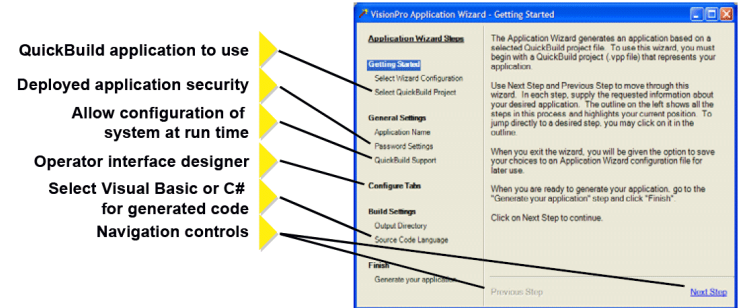 QuickBuild application to use
Deployed application security
Allow configuration of
system at run time
Operator interface designer
Select Visual Basic or C#
for generated code
Navigation controls
VisionPro Application Wizard - Getting Started
Application Wizard Steps
Getting Started
Select Wizard Configuration
Select QuickBuild Project
General Settings
Application Name
Password Settings
QuickBuild Support
Configure Tabs
Build Settings
Output Directory
Source Code Language
Finish
Generate your application
The Application Wizard generates an application based on a
selected QuickBuild project file. To use this wizard, you must
begin with a QuickBuild project (.vpp file) that represents your
application.
Use Next Step and Previous Step to move through this
wizard. In each step, supply the requested information about
your desired application. The outline on the left shows all the
steps in this process and highlights your current position. To
jump directly to a desired step, you may click on it in the
outline.
When you exit the wizard, you will be given the option to save
your choices to an Application Wizard configuration file for
later use.
When you are ready to generate your application, go to the
"Generate your application" step and click "Finish".
Click on Next Step to continue.
Previous Step
Next Step